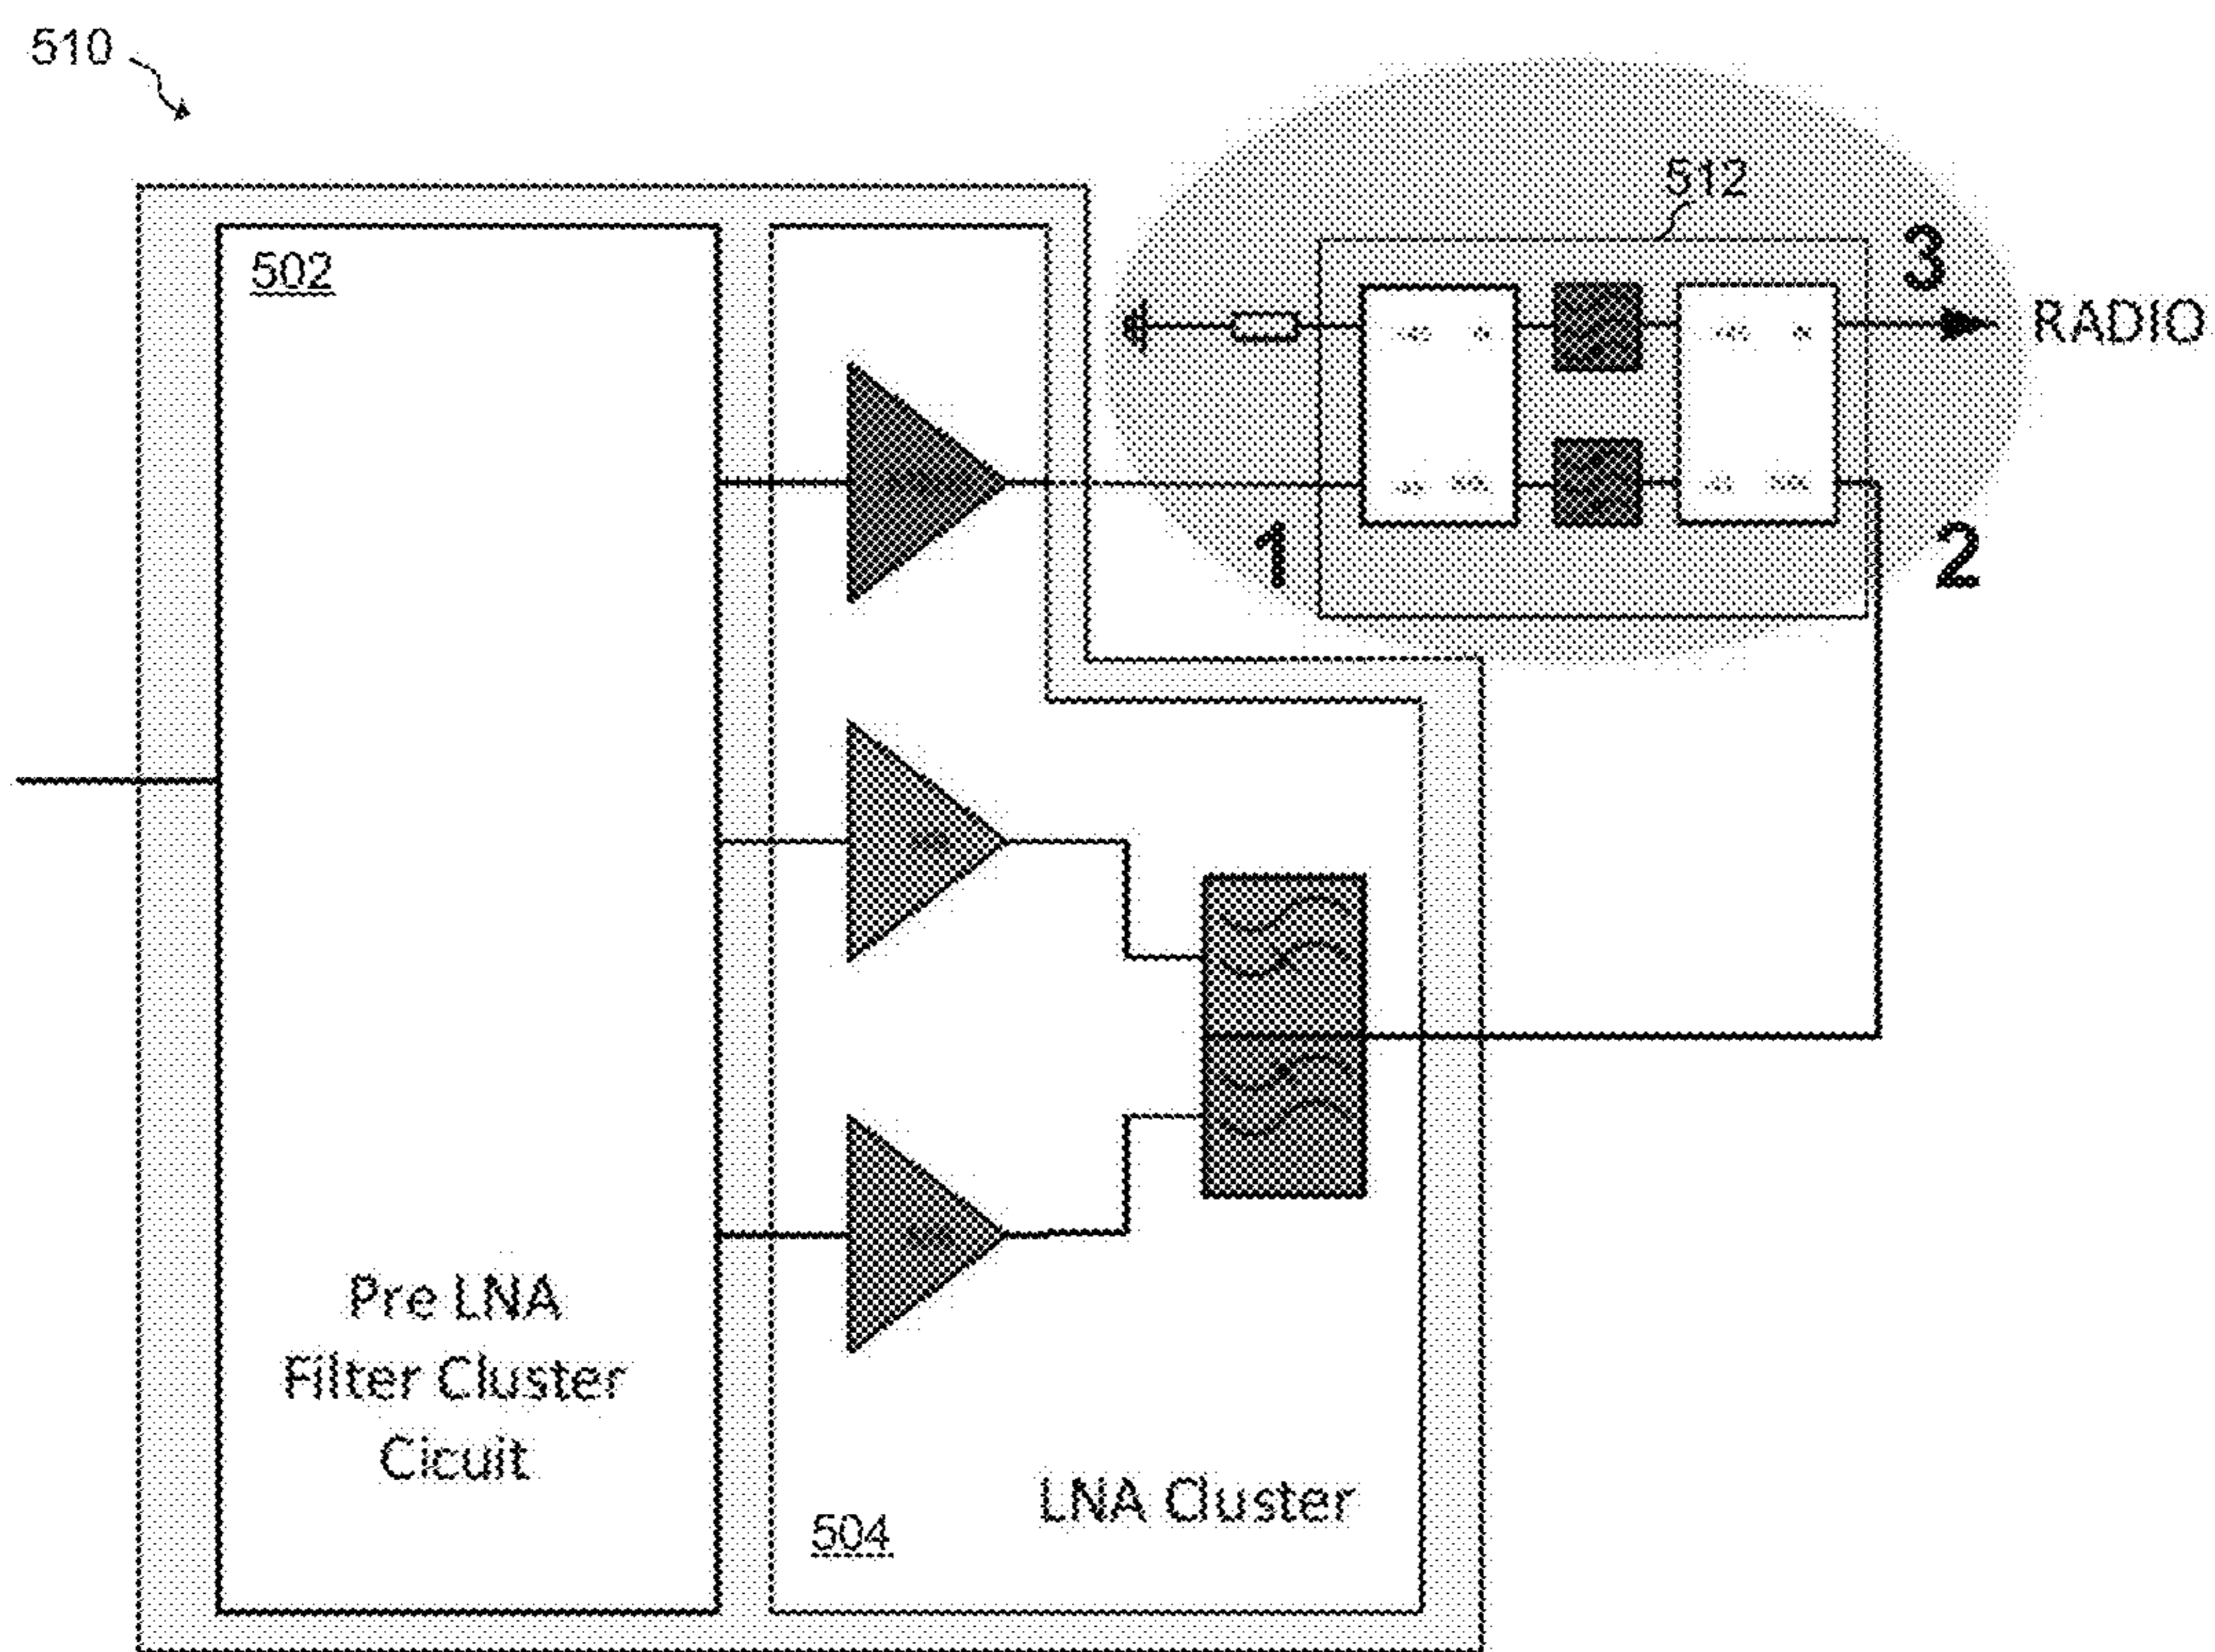 510
512
502
3
RADIO
1
2
Pre LNA
Filter Cluster
Cicuit
LNA Cluster
504